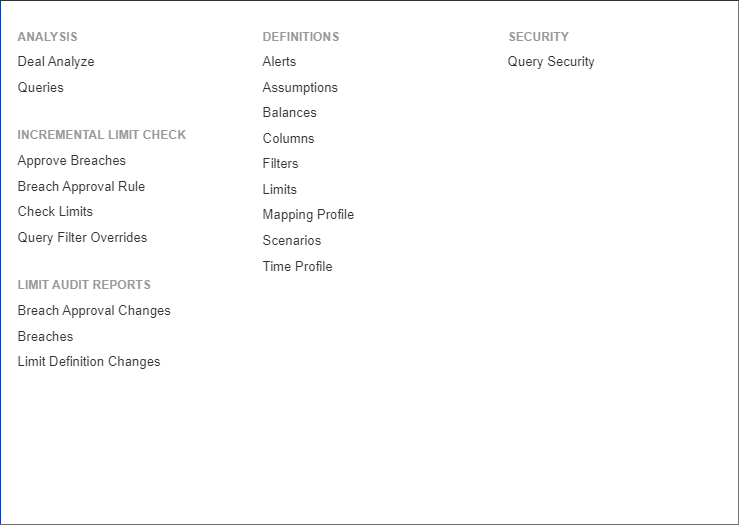 ANALYSIS
Deal Analyze
Queries
INCREMENTAL LIMIT CHECK
Approve Breaches
Breach Approval Rule
Check Limits
Query Filter Overrides
LIMIT AUDIT REPORTS
Breach Approval Changes
Breaches
Limit Definition Changes
DEFINITIONS
Alerts
Assumptions
Balances
Columns
Filters
Limits
Mapping Profile
Scenarios
Time Profile
SECURITY
Query Security